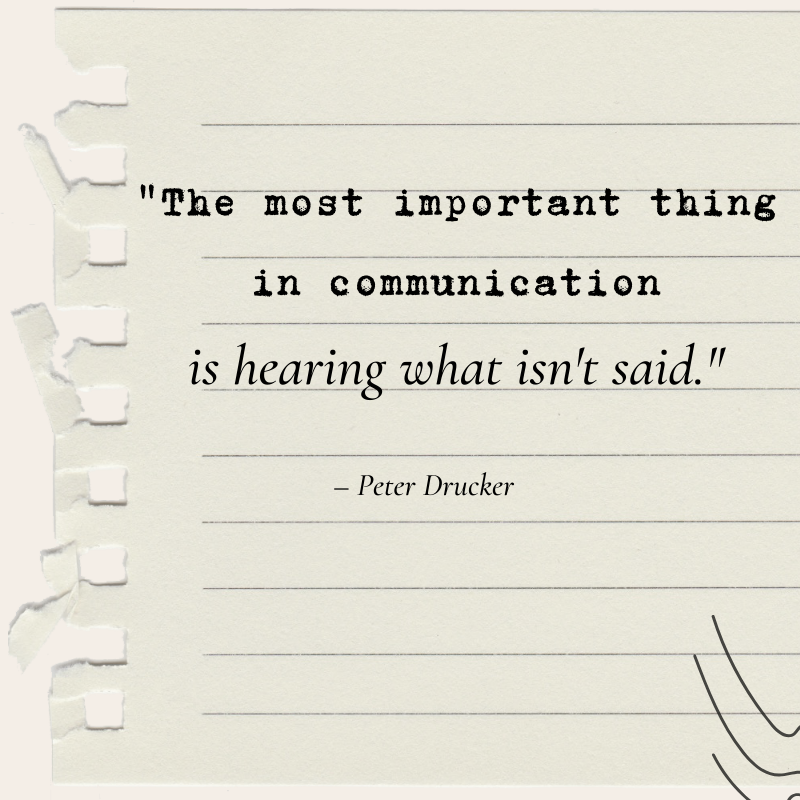 "The most important thing
in communication
is hearing what isn't said."
– Peter Drucker